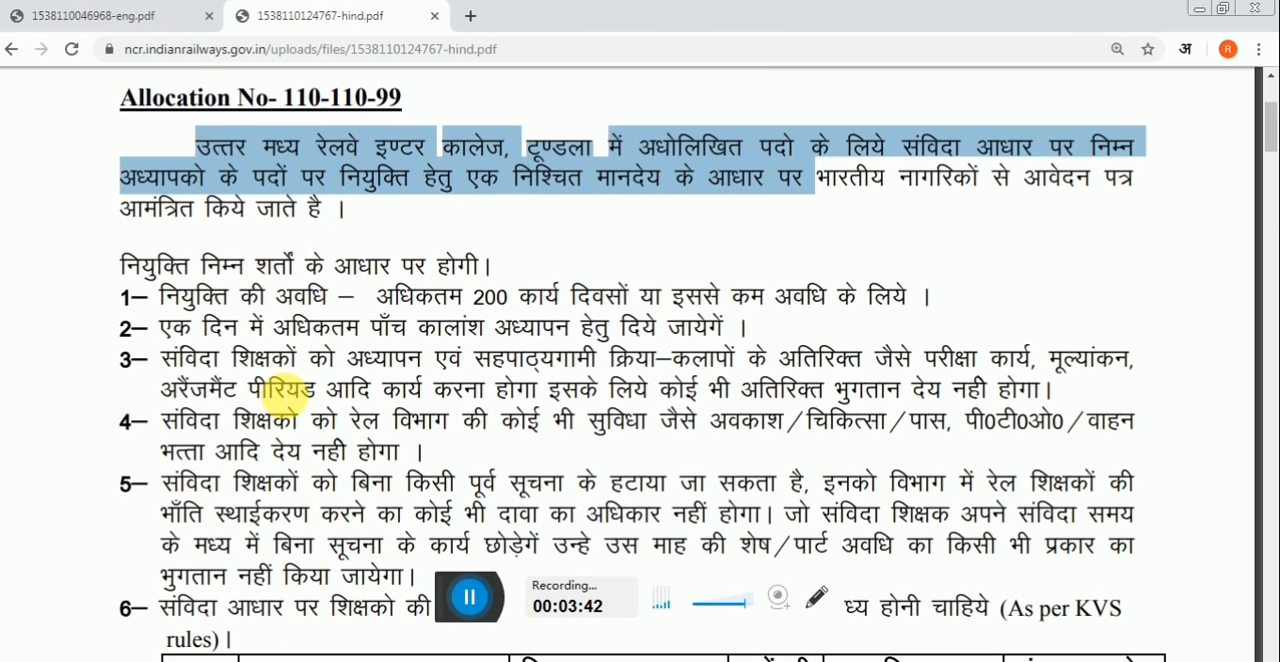 1538110046968-eng.pdf
1538110124767-hind.pdf
ncr.indianrailways.gov.in/uploads/files/1538110124767-hind.pdf
अ
R
Allocation No- 110-110-99
उत्तर मध्य रेलवे इण्टर कालेज, टूण्डला में अधोलिखित पदो के लिये संविदा आधार पर निम्न
अध्यापको के पदों पर नियुक्ति हेतु एक निश्चित मानदेय के आधार पर भारतीय नागरिकों से आवेदन पत्र
आमंत्रित किये जाते है ।
नियुक्ति निम्न शर्तों के आधार पर होगी।
1– नियुक्ति की अवधि – अधिकतम 200 कार्य दिवसों या इससे कम अवधि के लिये ।
2– एक दिन में अधिकतम पाँच कालांश अध्यापन हेतु दिये जायेगें ।
3– संविदा शिक्षकों को अध्यापन एवं सहपाठ्यगामी क्रिया–कलापों के अतिरिक्त जैसे परीक्षा कार्य, मूल्यांकन,
अरैंजमैंट पीरियड आदि कार्य करना होगा इसके लिये कोई भी अतिरिक्त भुगतान देय नही होगा।
4– संविदा शिक्षको को रेल विभाग की कोई भी सुविधा जैसे अवकाश/चिकित्सा/पास, पी0टी0ओ0/वाहन
भत्ता आदि देय नही होगा ।
5– संविदा शिक्षकों को बिना किसी पूर्व सूचना के हटाया जा सकता है, इनको विभाग में रेल शिक्षकों की
भाँति स्थाईकरण करने का कोई भी दावा का अधिकार नहीं होगा। जो संविदा शिक्षक अपने संविदा समय
के मध्य में बिना सूचना के कार्य छोड़ेगें उन्हे उस माह की शेष/पार्ट अवधि का किसी भी प्रकार का
भुगतान नहीं किया जायेगा।
Recording...
00:03:42
6– संविदा आधार पर शिक्षको की ध्य होनी चाहिये (As per KVS
rules)।